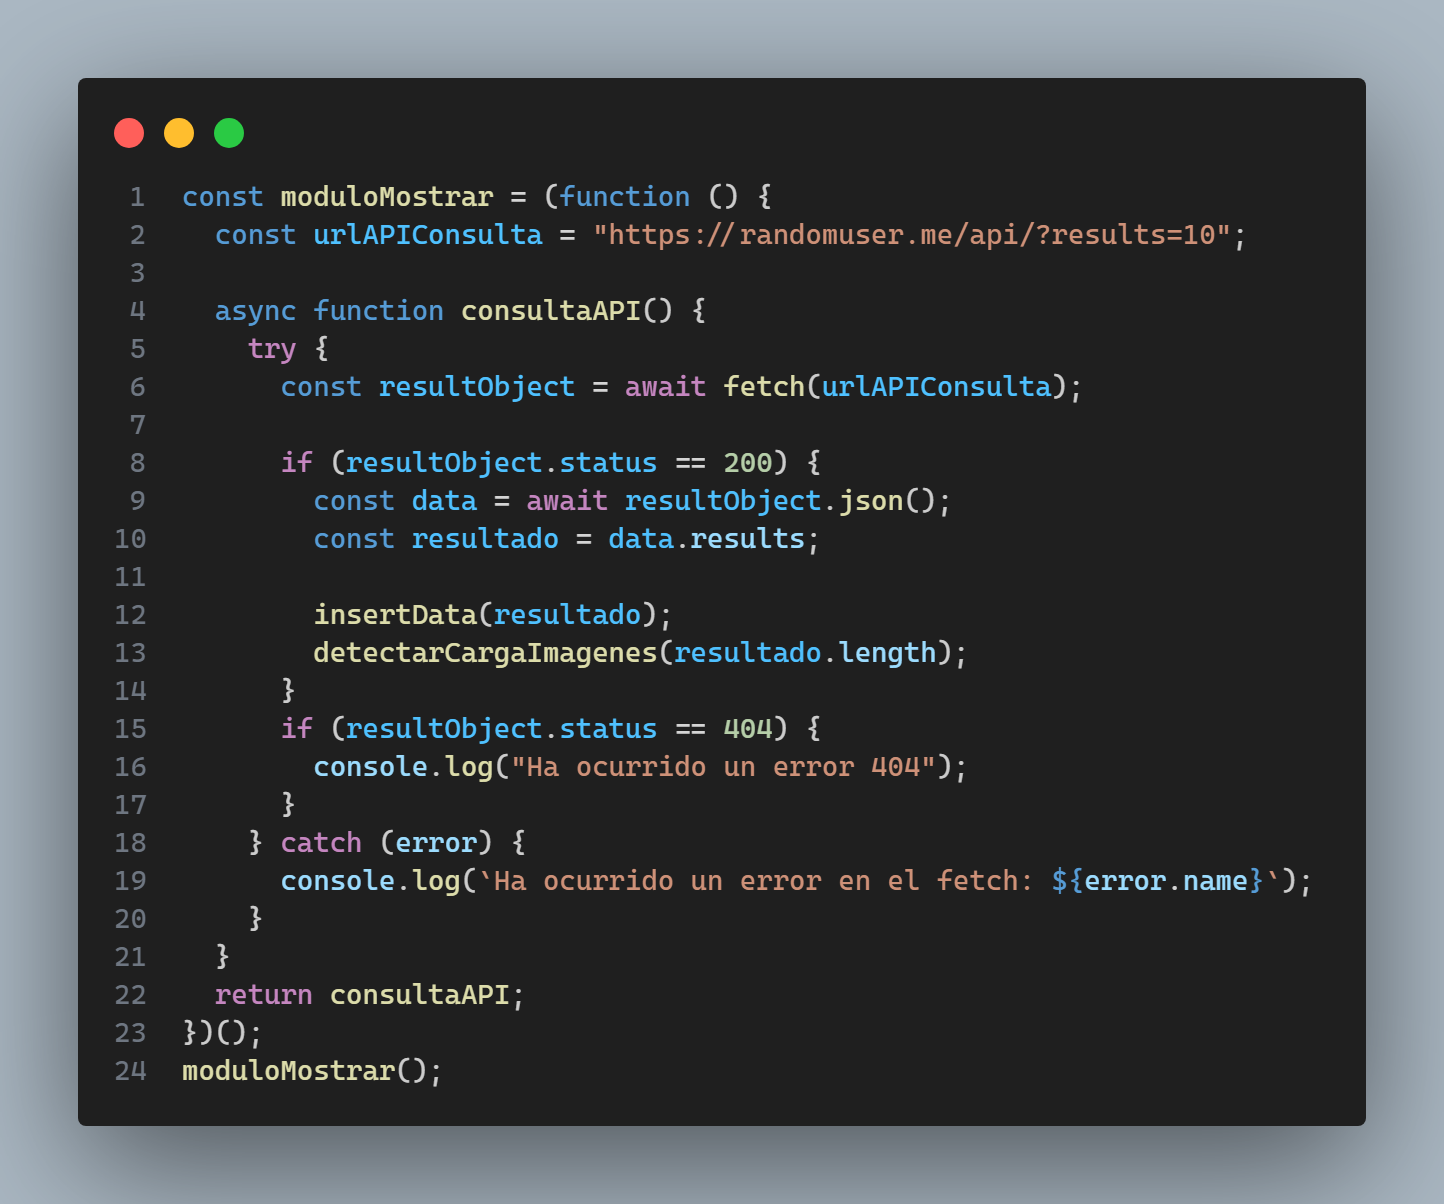 1 const moduloMostrar = (function () {
2 const urlAPIConsulta = "https://randomuser.me/api/?results=10";
3
4 async function consultaAPI() {
5 try {
6 const resultObject = await fetch(urlAPIConsulta);
7
8 if (resultObject.status == 200) {
9 const data = await resultObject.json();
10 const resultado = data.results;
11
12 insertData(resultado);
13 detectarCargaImagenes(resultado.length);
14 }
15 if (resultObject.status == 404) {
16 console.log("Ha ocurrido un error 404");
17 }
18 } catch (error) {
19 console.log(`Ha ocurrido un error en el fetch: ${error.name}`);
20 }
21 }
22 return consultaAPI;
23 })();
24 moduloMostrar();